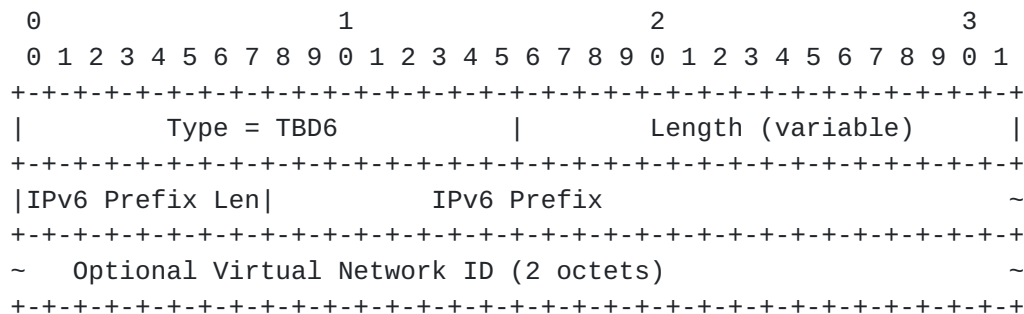 0                   1                   2                   3
 0 1 2 3 4 5 6 7 8 9 0 1 2 3 4 5 6 7 8 9 0 1 2 3 4 5 6 7 8 9 0 1
+-+-+-+-+-+-+-+-+-+-+-+-+-+-+-+-+-+-+-+-+-+-+-+-+-+-+-+-+-+-+-+-+
|         Type = TBD6           |        Length (variable)      |
+-+-+-+-+-+-+-+-+-+-+-+-+-+-+-+-+-+-+-+-+-+-+-+-+-+-+-+-+-+-+-+-+
|IPv6 Prefix Len|          IPv6 Prefix                          ~
+-+-+-+-+-+-+-+-+-+-+-+-+-+-+-+-+-+-+-+-+-+-+-+-+-+-+-+-+-+-+-+-+
~   Optional Virtual Network ID (2 octets)                      ~
+-+-+-+-+-+-+-+-+-+-+-+-+-+-+-+-+-+-+-+-+-+-+-+-+-+-+-+-+-+-+-+-+